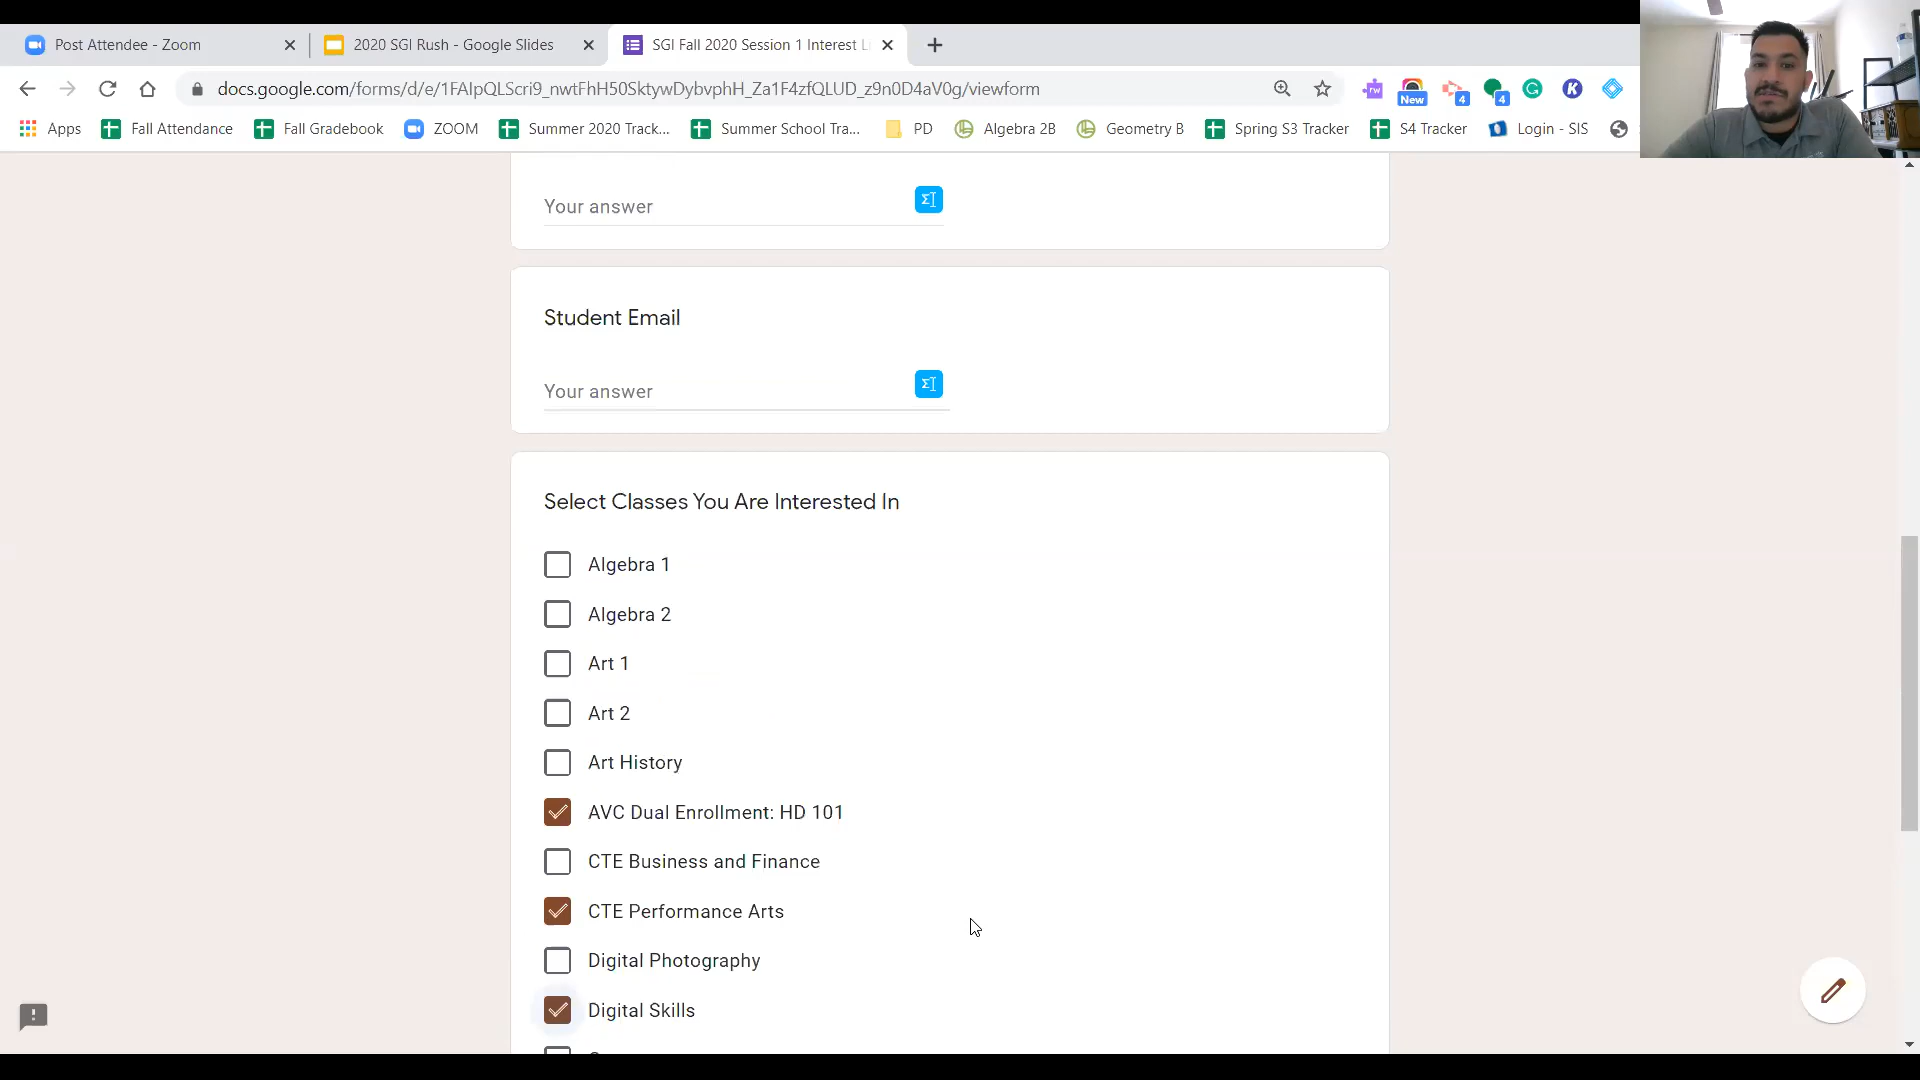 Post Attendee - Zoom
2020 SGI Rush - Google Slides
SGI Fall 2020 Session 1 Interest L
docs.google.com/forms/d/e/1FAIpQLScri9_nwtFhH50SktywDybvphH_Za1F4zfQLUD_z9n0D4aV0g/viewform
rw
New
4
4
G
K
Apps
Fall Attendance
Fall Gradebook
ZOOM
Summer 2020 Track...
Summer School Tra...
PD
Algebra 2B
Geometry B
Spring S3 Tracker
S4 Tracker
Login - SIS
Your answer
Student Email
Your answer
Select Classes You Are Interested In
Algebra 1
Algebra 2
Art 1
Art 2
Art History
AVC Dual Enrollment: HD 101
CTE Business and Finance
CTE Performance Arts
Digital Photography
Digital Skills